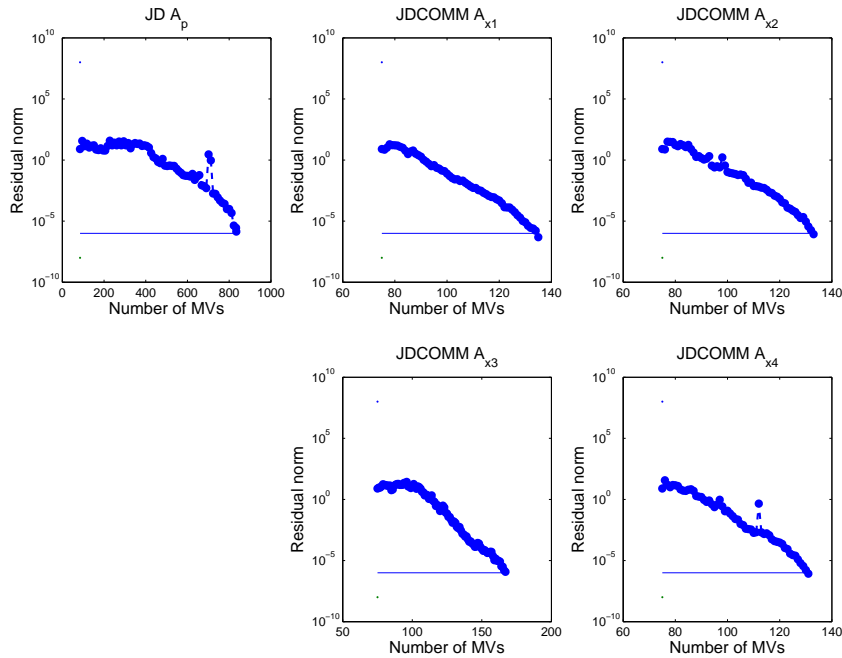 JD A_p
JDCOMM A_x1
JDCOMM A_x2
Residual norm
10^10
10^5
10^0
10^−5
10^−10
0 200 400 600 800 1000
Number of MVs
Residual norm
10^10
10^5
10^0
10^−5
10^−10
60 80 100 120 140
Number of MVs
Residual norm
10^10
10^5
10^0
10^−5
10^−10
60 80 100 120 140
Number of MVs
JDCOMM A_x3
JDCOMM A_x4
Residual norm
10^10
10^5
10^0
10^−5
10^−10
50 100 150 200
Number of MVs
Residual norm
10^10
10^5
10^0
10^−5
10^−10
60 80 100 120 140
Number of MVs